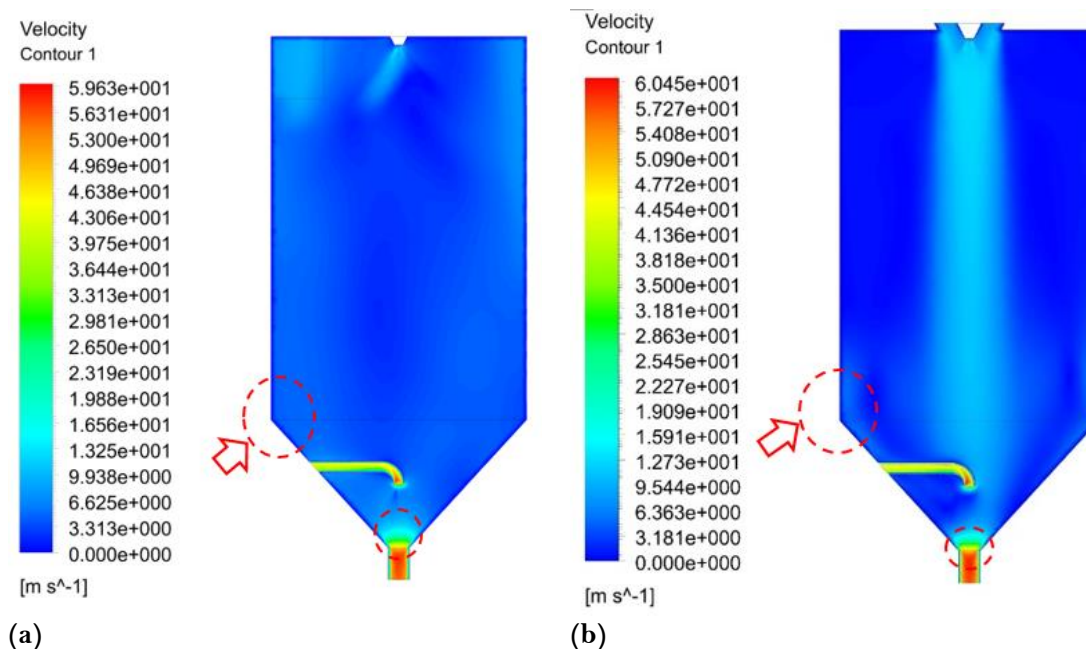 Velocity
Contour 1
5.963e+001
5.631e+001
5.300e+001
4.969e+001
4.638e+001
4.306e+001
3.975e+001
3.644e+001
3.313e+001
2.981e+001
2.650e+001
2.319e+001
1.988e+001
1.656e+001
1.325e+001
9.938e+000
6.625e+000
3.313e+000
0.000e+000
[m s^-1]
(a)
Velocity
Contour 1
6.045e+001
5.727e+001
5.408e+001
5.090e+001
4.772e+001
4.454e+001
4.136e+001
3.818e+001
3.500e+001
3.181e+001
2.863e+001
2.545e+001
2.227e+001
1.909e+001
1.591e+001
1.273e+001
9.544e+000
6.363e+000
3.181e+000
0.000e+000
[m s^-1]
(b)